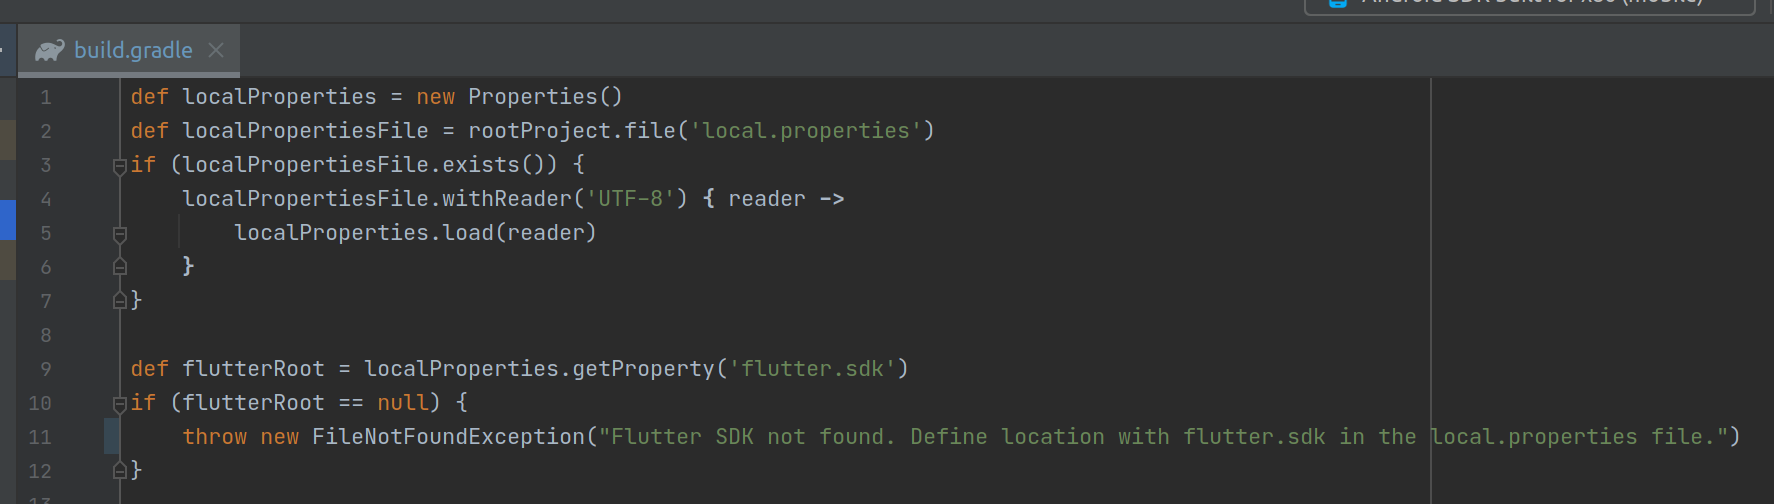 build.gradle
1 def localProperties = new Properties()
2 def localPropertiesFile = rootProject.file('local.properties')
3 if (localPropertiesFile.exists()) {
4     localPropertiesFile.withReader('UTF-8') { reader ->
5         localProperties.load(reader)
6     }
7 }
8
9 def flutterRoot = localProperties.getProperty('flutter.sdk')
10 if (flutterRoot == null) {
11     throw new FileNotFoundException("Flutter SDK not found. Define location with flutter.sdk in the local.properties file.")
12 }
13